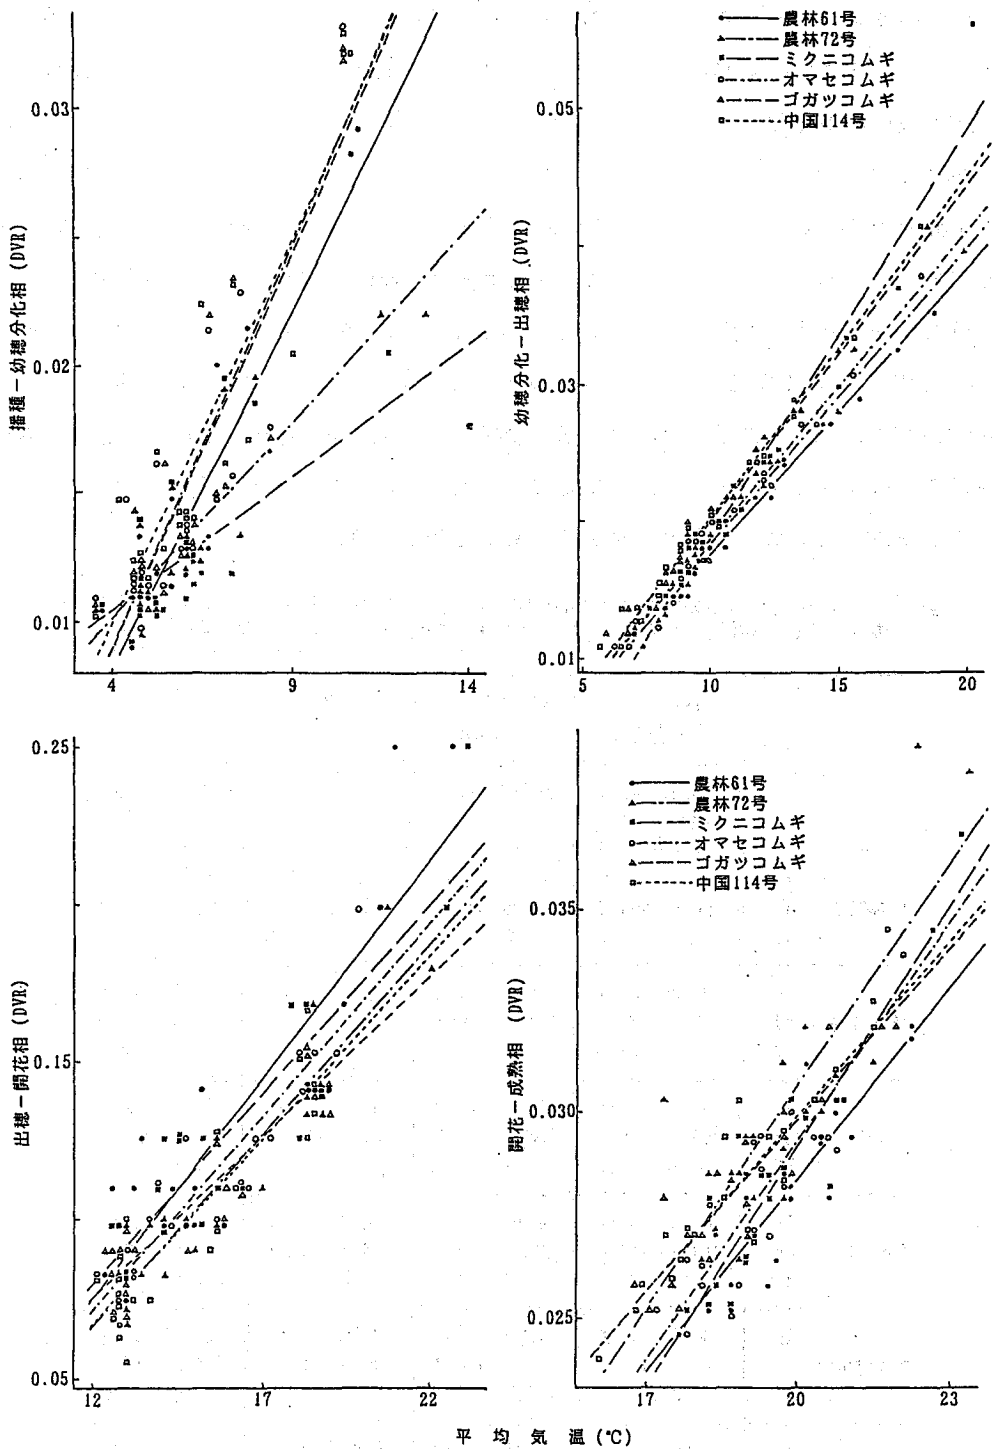 農林61号
農林72号
ミクニコムギ
オマセコムギ
ゴガツコムギ
中国114号
播種－幼穂分化相 (DVR)
0.03
0.02
0.01
4
9
14
幼穂分化－出穂相 (DVR)
0.05
0.03
0.01
5
10
15
20
出穂－開花相 (DVR)
0.25
0.15
0.05
12
17
22
農林61号
農林72号
ミクニコムギ
オマセコムギ
ゴガツコムギ
中国114号
開花－成熟相 (DVR)
0.035
0.030
0.025
17
20
23
平均気温(℃)